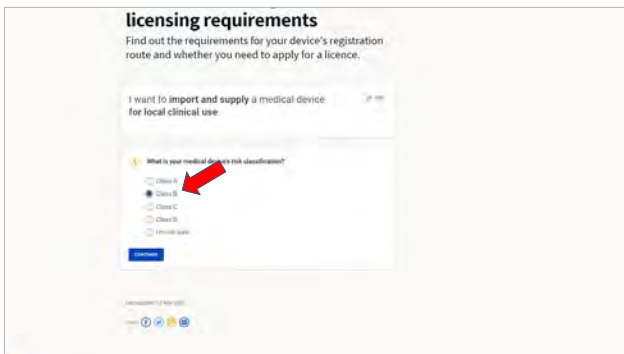 licensing requirements
Find out the requirements for your device's registration
route and whether you need to apply for a licence.
I want to import and supply a medical device
for local clinical use
What is your medical device's risk classification?
Class A
Class B
Class C
Class D
I'm not sure
CONTINUE